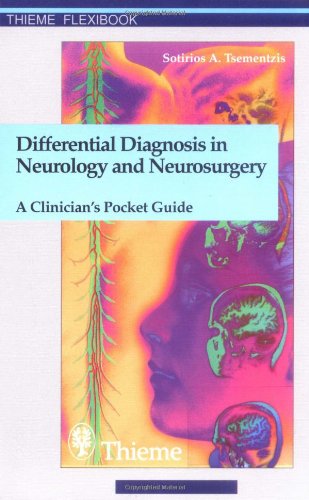 THIEME FLEXIBOOK
Sotirios A. Tsementzis
Differential Diagnosis in
Neurology and Neurosurgery
A Clinician's Pocket Guide
Thieme